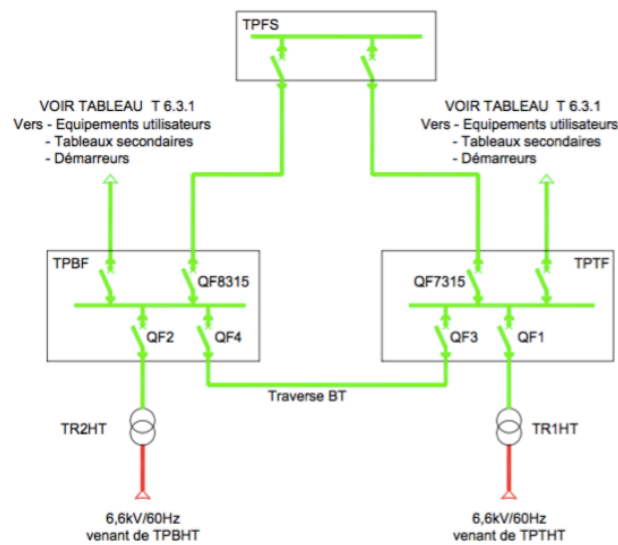 TPFS
VOIR TABLEAU T 6.3.1
Vers - Equipements utilisateurs
- Tableaux secondaires
- Démarreurs
VOIR TABLEAU T 6.3.1
Vers - Equipements utilisateurs
- Tableaux secondaires
- Démarreurs
TPBF
QF8315
QF7315
TPTF
QF2
QF4
QF3
QF1
Traverse BT
TR2HT
TR1HT
6,6kV/60Hz
venant de TPBHT
6,6kV/60Hz
venant de TPTHT